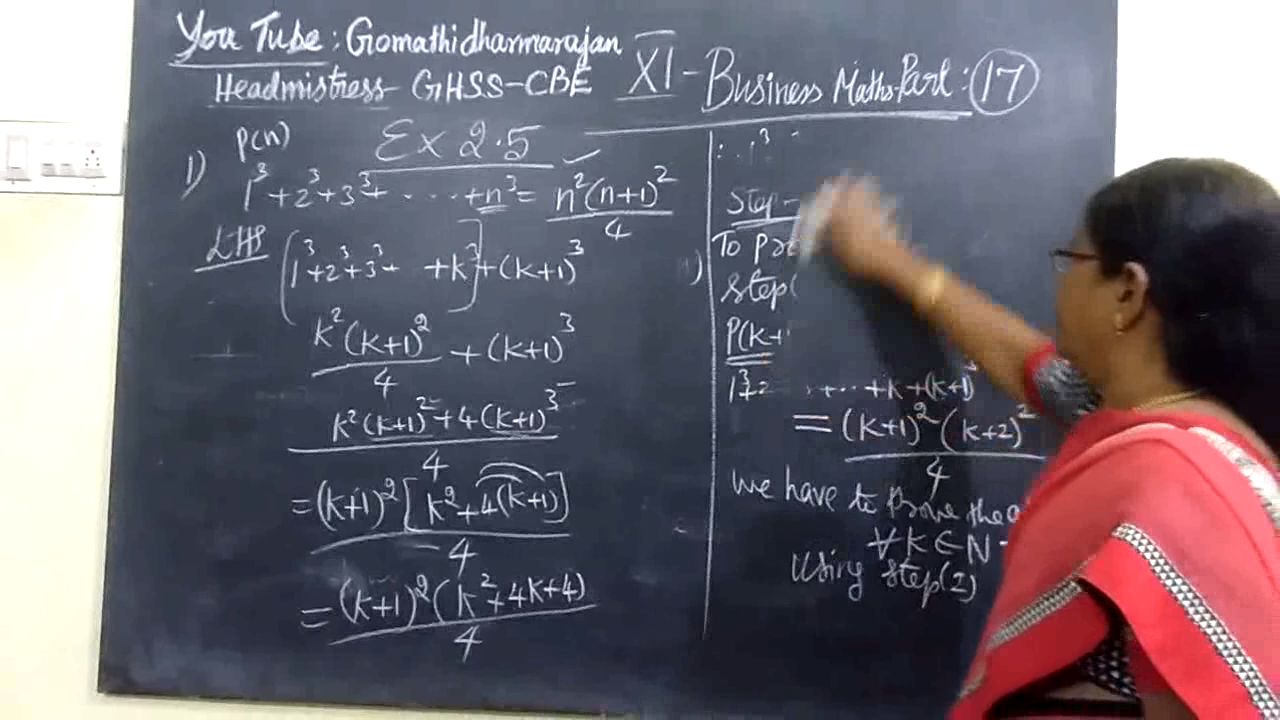 You Tube : Gomathidharmarajan
Headmistress - GHSS-CBE XI - Business Maths Part : 17
P(n) Ex 2.5
1) 1³ + 2³ + 3³ + ... ... + n³ = n²(n+1)² / 4
LHS [1³ + 2³ + 3³ + + k³] + (k+1)³
k²(k+1)² / 4 + (k+1)³
k²(k+1)² + 4(k+1)³ / 4
= (k+1)² [k² + 4(k+1)] / 4
= (k+1)² (k² + 4k + 4) / 4
Step -
To
Step(
P(k+1
1³ + 2 ... + k + (k+1)
= (k+1)² (k+2)² / 4
we have to prove the
∀ K ∈ N
using step(2)